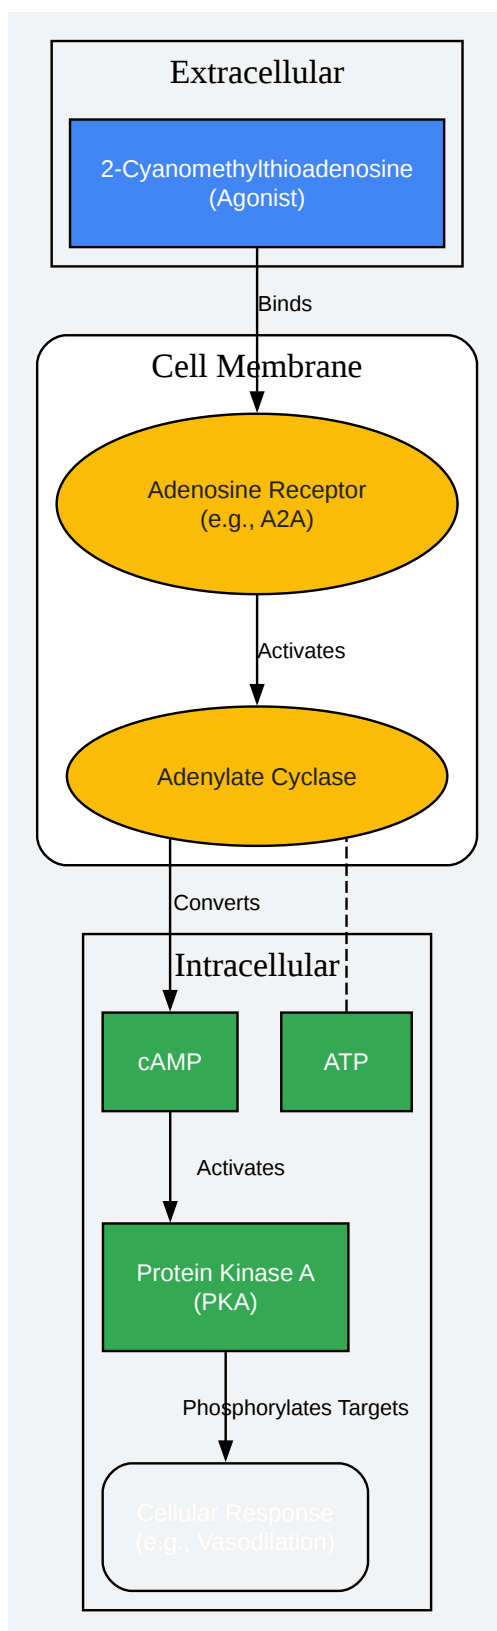 Extracellular
2-Cyanomethylthioadenosine
(Agonist)
Binds
Cell Membrane
Adenosine Receptor
(e.g., A2A)
Activates
Adenylate Cyclase
Converts
Intracellular
cAMP
ATP
Activates
Protein Kinase A
(PKA)
Phosphorylates Targets
Cellular Response
(e.g., Vasodilation)